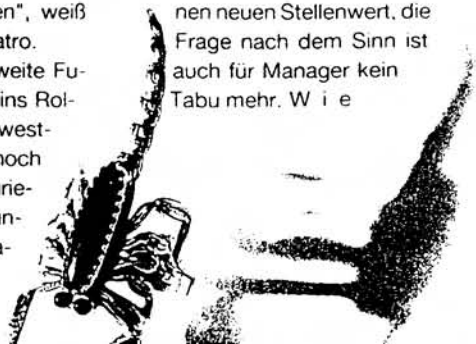 en", weiß
atro.
weite Fu-
ins Rol-
west-
noch
rie-
un-
a-
nen neuen Stellenwert, die
Frage nach dem Sinn ist
auch für Manager kein
Tabu mehr. W i e